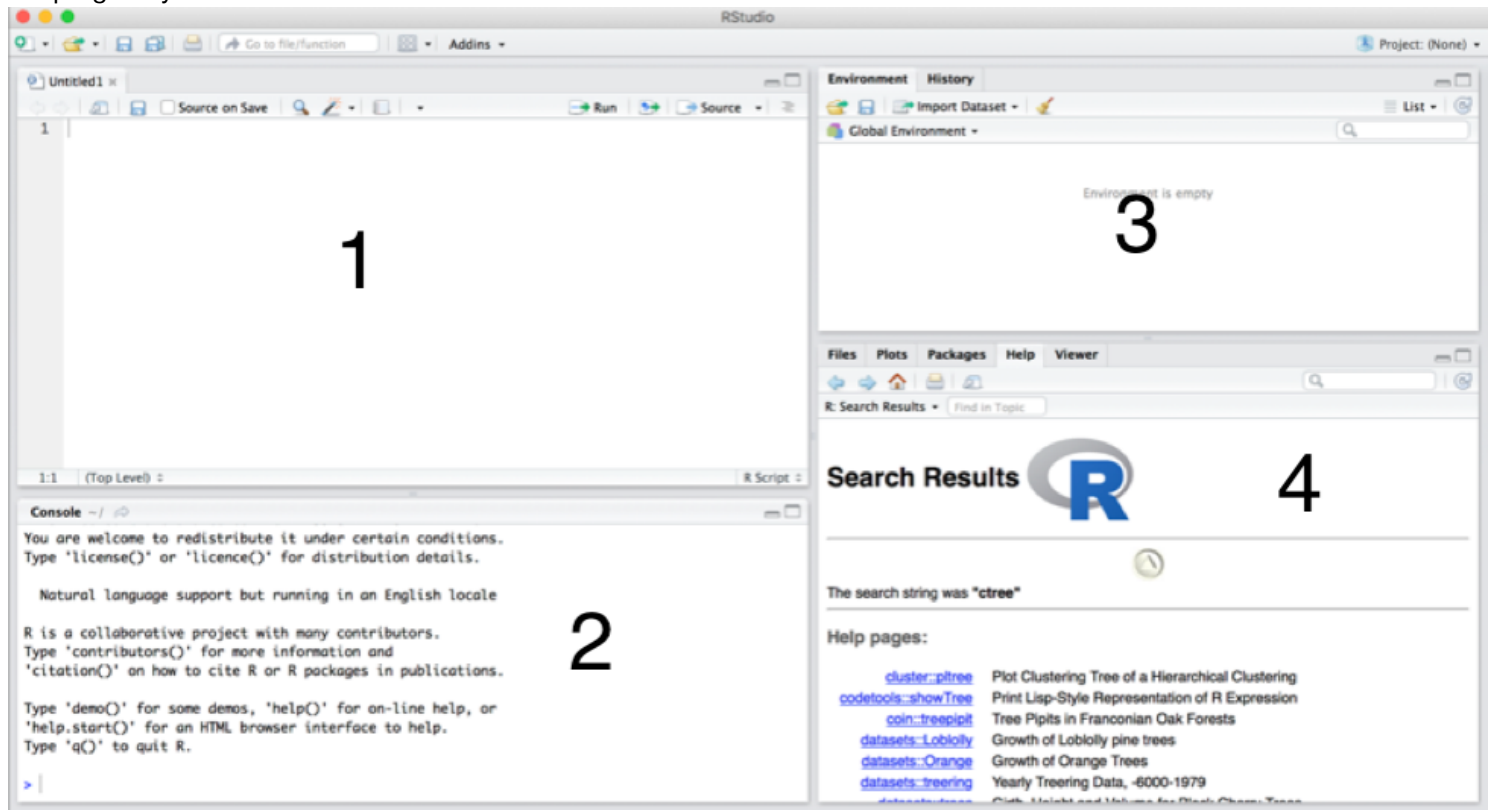 RStudio
Go to file/function
Addins
Project: (None)
Untitled1
Source on Save
Run
Source
1
1
1:1 (Top Level)
R Script
Console ~/
You are welcome to redistribute it under certain conditions.
Type 'license()' or 'licence()' for distribution details.
Natural language support but running in an English locale
R is a collaborative project with many contributors.
Type 'contributors()' for more information and
'citation()' on how to cite R or R packages in publications.
Type 'demo()' for some demos, 'help()' for on-line help, or
'help.start()' for an HTML browser interface to help.
Type 'q()' to quit R.
>
2
Environment History
Import Dataset
List
Global Environment
Environment is empty
3
Files Plots Packages Help Viewer
R: Search Results Find in Topic
Search Results R
4
The search string was "ctree"
Help pages:
cluster::pltree Plot Clustering Tree of a Hierarchical Clustering
codetools::showTree Print Lisp-Style Representation of R Expression
coin::treepipit Tree Pipits in Franconian Oak Forests
datasets::Loblolly Growth of Loblolly pine trees
datasets::Orange Growth of Orange Trees
datasets::treering Yearly Treering Data, -6000-1979